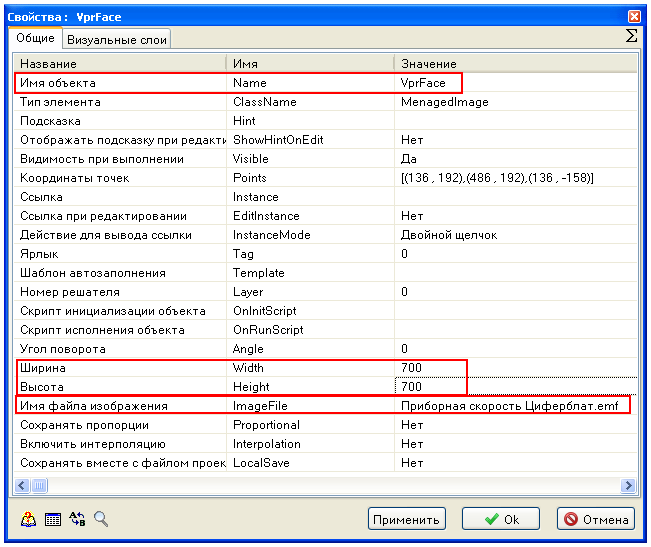 Свойства: VprFace
Общие Визуальные слои Σ
Название Имя Значение
Имя объекта Name VprFace
Тип элемента ClassName MenagedImage
Подсказка Hint
Отображать подсказку при редакти ShowHintOnEdit Нет
Видимость при выполнении Visible Да
Координаты точек Points [(136 , 192),(486 , 192),(136 , -158)]
Ссылка Instance
Ссылка при редактировании EditInstance Нет
Действие для вывода ссылки InstanceMode Двойной щелчок
Ярлык Tag 0
Шаблон автозаполнения Template
Номер решателя Layer 0
Скрипт инициализации объекта OnInitScript
Скрипт исполнения объекта OnRunScript
Угол поворота Angle 0
Ширина Width 700
Высота Height 700
Имя файла изображения ImageFile Приборная скорость Циферблат.emf
Сохранять пропорции Proportional Нет
Включить интерполяцию Interpolation Нет
Сохранять вместе с файлом проек LocalSave Нет
Применить Ok Отмена